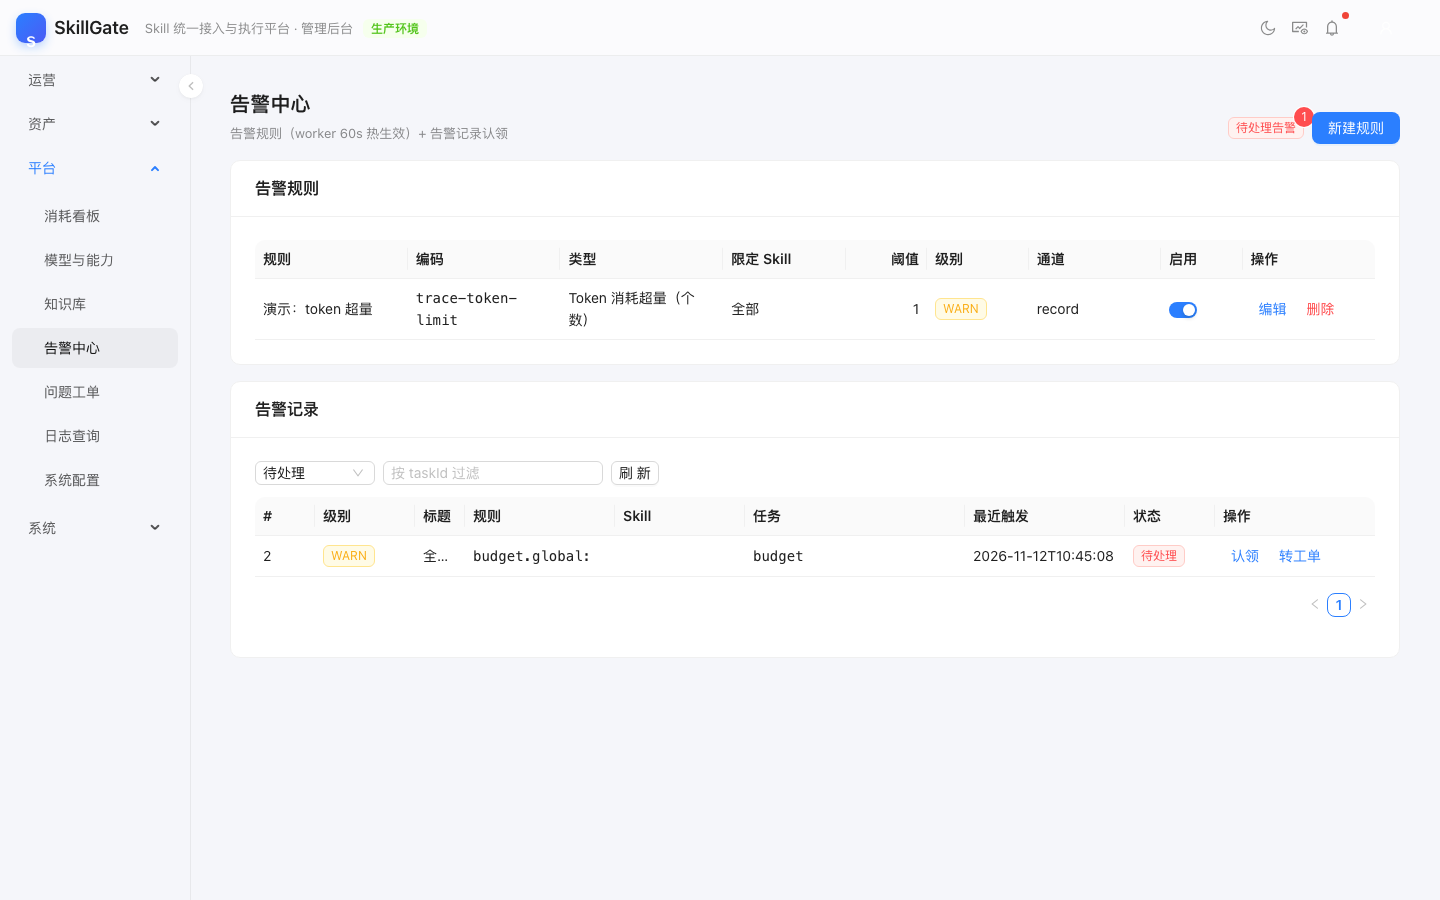 S
SkillGate
Skill 统一接入与执行平台 · 管理后台
生产环境
运营
资产
平台
消耗看板
模型与能力
知识库
告警中心
问题工单
日志查询
系统配置
系统
告警中心
告警规则（worker 60s 热生效）+ 告警记录认领
待处理告警
1
新建规则
告警规则
规则 编码 类型 限定 Skill 阈值 级别 通道 启用 操作
演示：token 超量 trace-token-limit Token 消耗超量（个数） 全部 1 WARN record 编辑 删除
告警记录
待处理 按 taskId 过滤 刷 新
# 级别 标题 规则 Skill 任务 最近触发 状态 操作
2 WARN 全... budget.global: budget 2026-11-12T10:45:08 待处理 认领 转工单
1